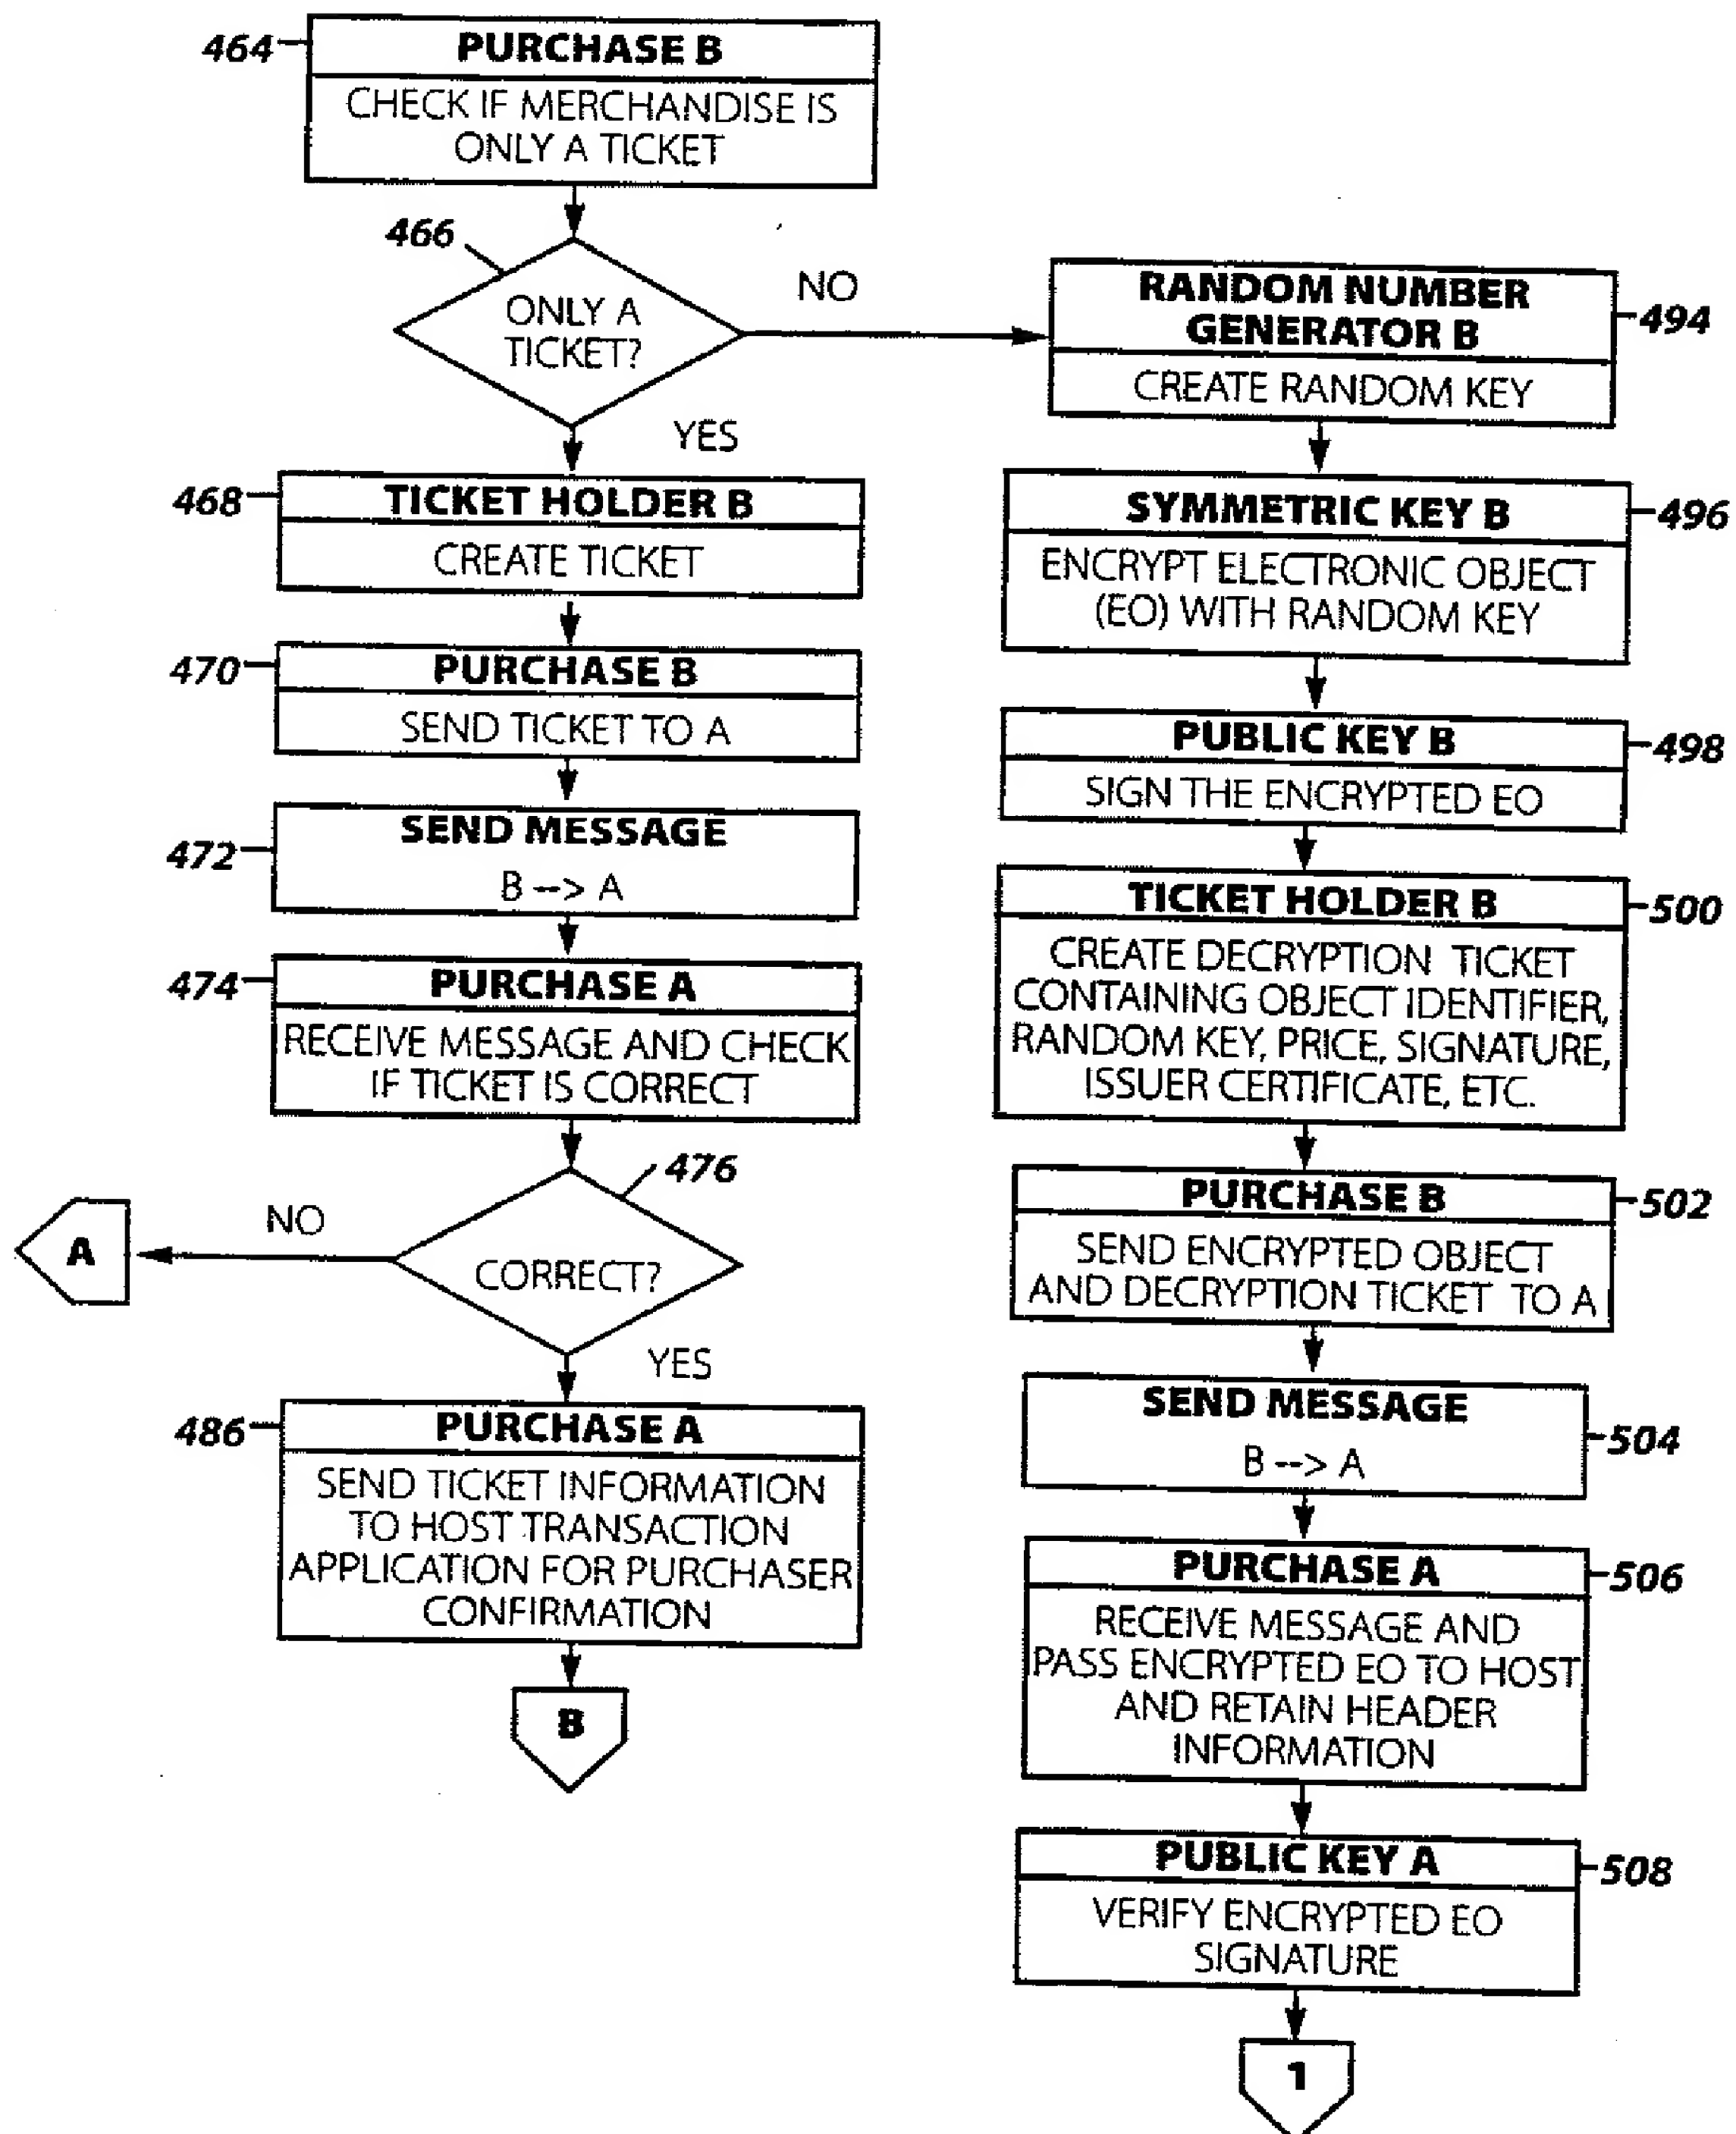 464
PURCHASE B
CHECK IF MERCHANDISE IS
ONLY A TICKET
466
ONLY A
TICKET?
NO
YES
468
TICKET HOLDER B
CREATE TICKET
470
PURCHASE B
SEND TICKET TO A
472
SEND MESSAGE
B --> A
474
PURCHASE A
RECEIVE MESSAGE AND CHECK
IF TICKET IS CORRECT
476
CORRECT?
NO
A
YES
486
PURCHASE A
SEND TICKET INFORMATION
TO HOST TRANSACTION
APPLICATION FOR PURCHASER
CONFIRMATION
B
RANDOM NUMBER
GENERATOR B
494
CREATE RANDOM KEY
SYMMETRIC KEY B
496
ENCRYPT ELECTRONIC OBJECT
(EO) WITH RANDOM KEY
PUBLIC KEY B
498
SIGN THE ENCRYPTED EO
TICKET HOLDER B
500
CREATE DECRYPTION TICKET
CONTAINING OBJECT IDENTIFIER,
RANDOM KEY, PRICE, SIGNATURE,
ISSUER CERTIFICATE, ETC.
PURCHASE B
502
SEND ENCRYPTED OBJECT
AND DECRYPTION TICKET TO A
SEND MESSAGE
504
B --> A
PURCHASE A
506
RECEIVE MESSAGE AND
PASS ENCRYPTED EO TO HOST
AND RETAIN HEADER
INFORMATION
PUBLIC KEY A
508
VERIFY ENCRYPTED EO
SIGNATURE
1